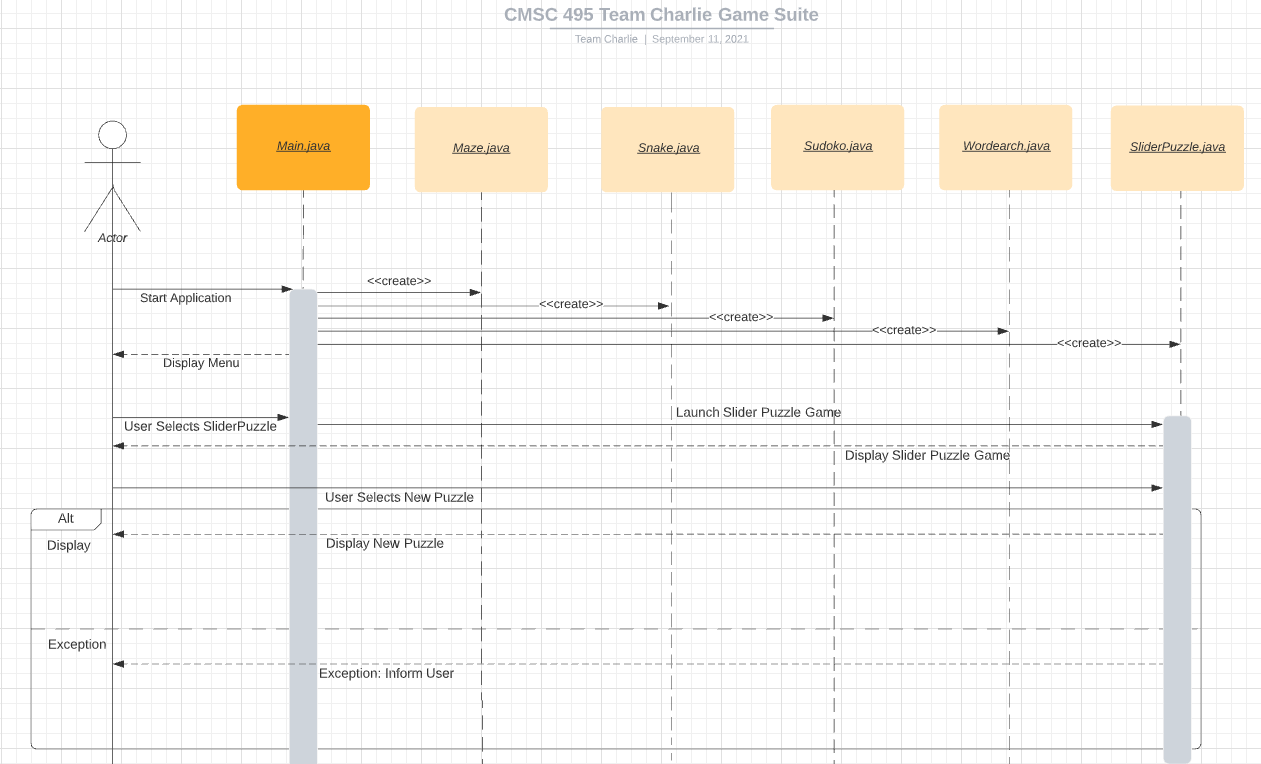 CMSC 495 Team Charlie Game Suite
Team Charlie | September 11, 2021
Main.java
Maze.java
Snake.java
Sudoko.java
Wordearch.java
SliderPuzzle.java
Actor
<<create>>
Start Application
<<create>>
<<create>>
<<create>>
<<create>>
Display Menu
Launch Slider Puzzle Game
User Selects SliderPuzzle
Display Slider Puzzle Game
User Selects New Puzzle
Alt
Display
Display New Puzzle
Exception
Exception: Inform User